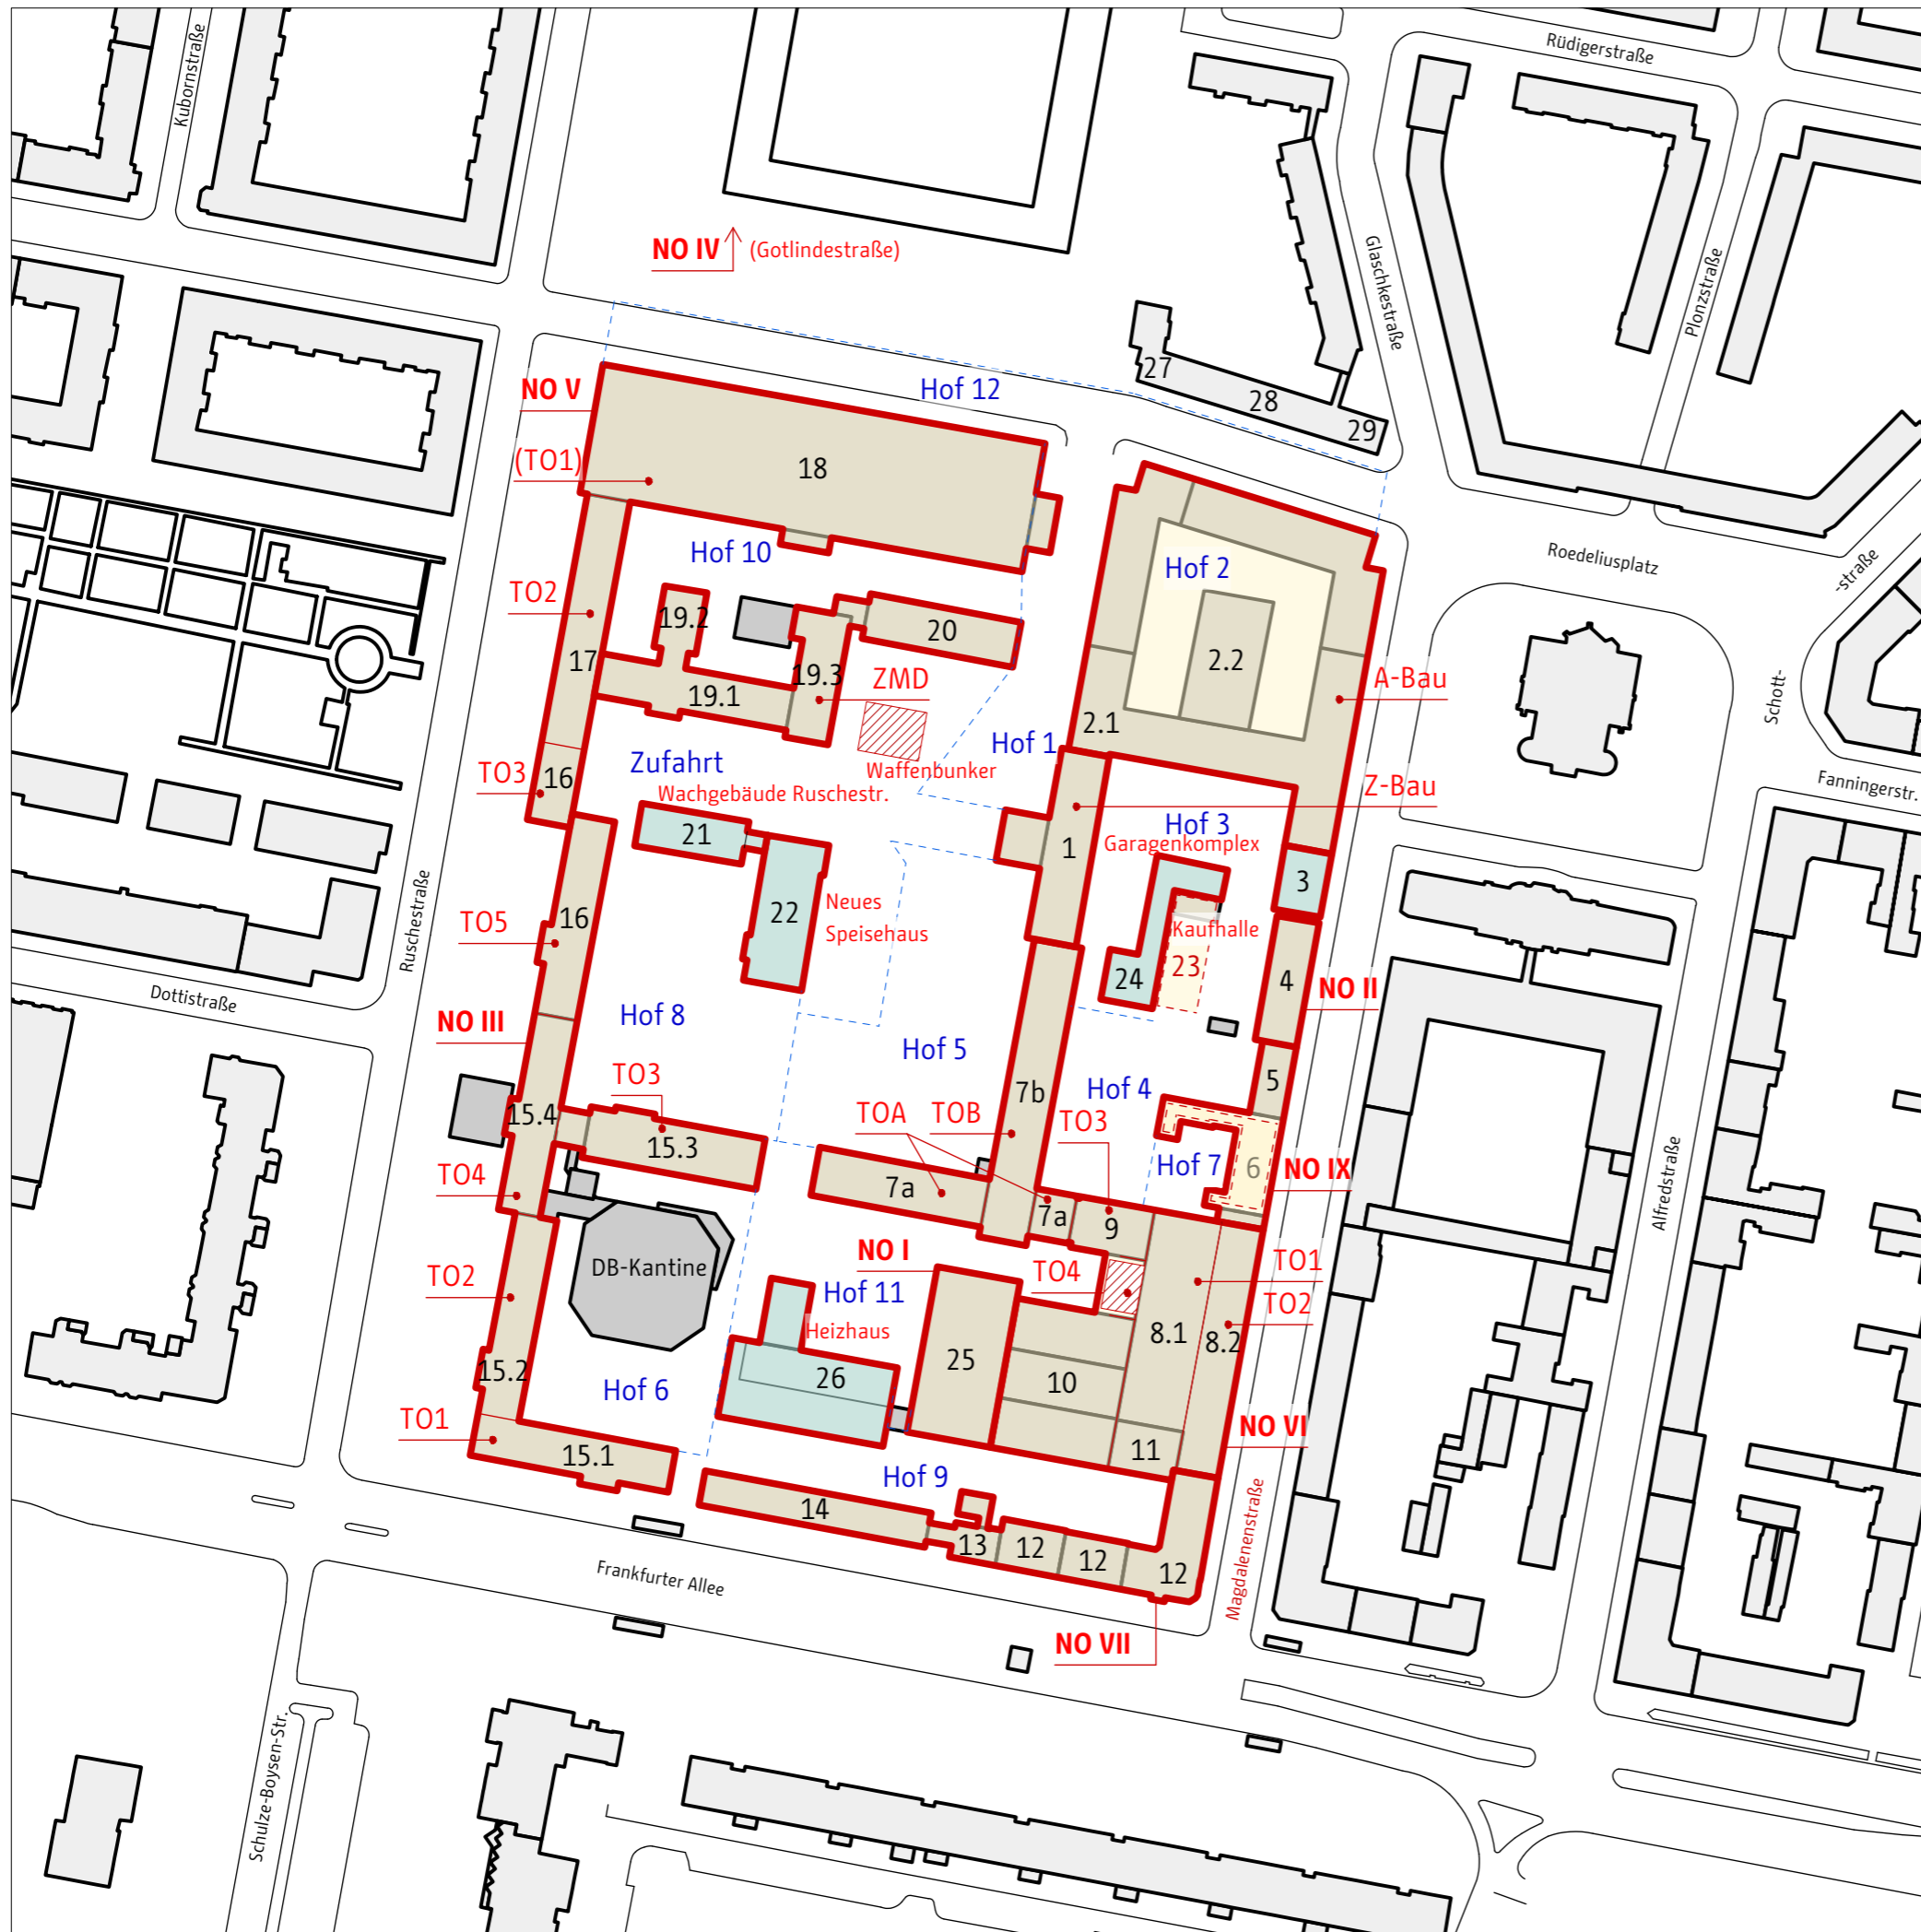 Kubornstraße
Rüdigerstraße
NO IV
(Gotlindestraße)
Glaschkestraße
Plonzstraße
NO V
Hof 12
27
28
29
(TO1)
18
Hof 10
Hof 2
Roedeliusplatz
-straße
TO2
19.2
20
17
19.3
2.2
ZMD
A-Bau
19.1
2.1
Schott-
Hof 1
Zufahrt
TO3
16
Waffenbunker
Fanningerstr.
Wachgebäude Ruschestr.
Z-Bau
21
Hof 3
1
Garagenkomplex
3
22
Neues
Speisehaus
16
TO5
Ruschestraße
Kaufhalle
23
24
4
NO II
Dottistraße
Hof 8
NO III
Hof 5
TO3
7b
Hof 4
5
15.4
TOA
TOB
TO3
15.3
Hof 7
6
NO IX
TO4
7a
7a
9
Alfredstraße
NO I
DB-Kantine
TO4
TO1
TO2
Hof 11
TO2
Heizhaus
8.1
8.2
25
15.2
26
10
Hof 6
TO1
NO VI
15.1
11
Hof 9
14
13
12
12
12
Magdalenenstraße
Frankfurter Allee
NO VII
Schulze-Boysen-Str.